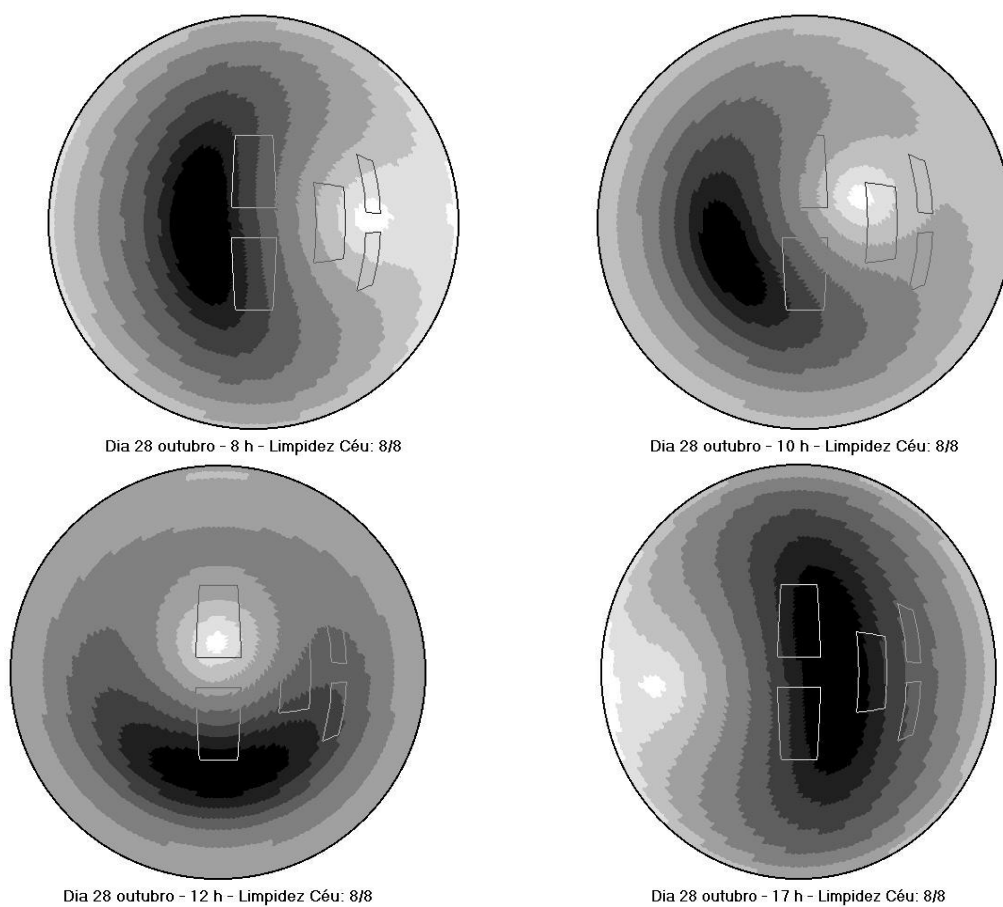 Dia 28 outubro - 8 h - Limpidez Céu: 8/8
Dia 28 outubro - 10 h - Limpidez Céu: 8/8
Dia 28 outubro - 12 h - Limpidez Céu: 8/8
Dia 28 outubro - 17 h - Limpidez Céu: 8/8